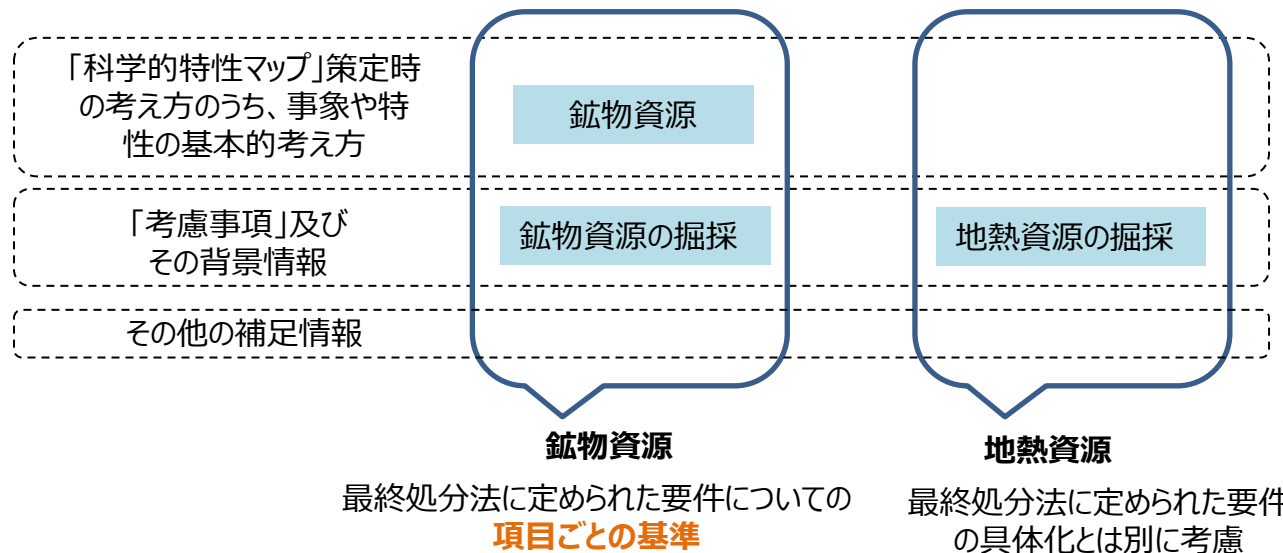 「科学的特性マップ」策定時
の考え方のうち、事象や特
性の基本的考え方
鉱物資源
「考慮事項」及び
その背景情報
鉱物資源の掘採
地熱資源の掘採
その他の補足情報
鉱物資源
最終処分法に定められた要件についての
項目ごとの基準
地熱資源
最終処分法に定められた要件
の具体化とは別に考慮